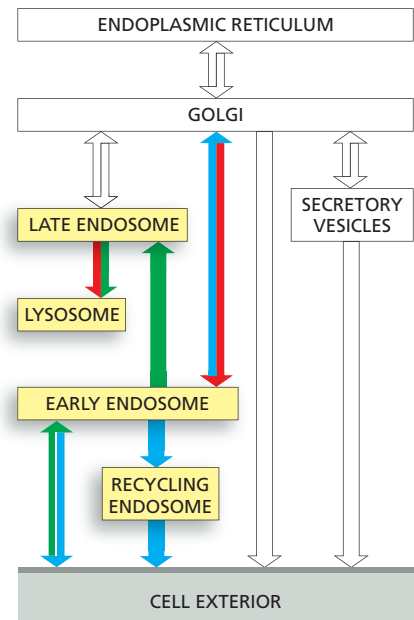 ENDOPLASMIC RETICULUM
GOLGI
SECRETORY
VESICLES
LATE ENDOSOME
LYSOSOME
EARLY ENDOSOME
RECYCLING
ENDOSOME
CELL EXTERIOR